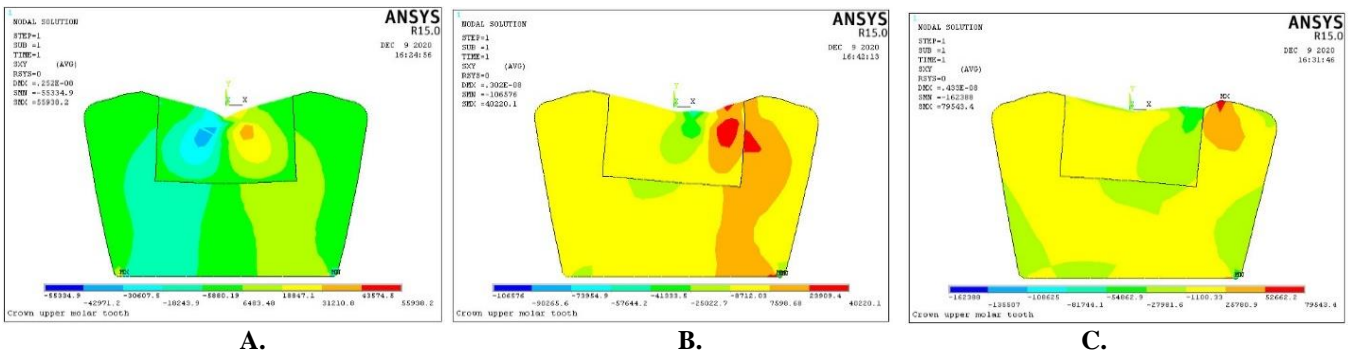 1
NODAL SOLUTION
STEP=1
SUB =1
TIME=1
SXY (AVG)
RSYS=0
DMX =.252E-08
SMN =-55334.9
SMX =55938.2
ANSYS
R15.0
DEC 9 2020
16:24:56
Y
X
MX
MN
-55334.9 -30607.5 -5880.19 18847.1 43574.5
-42971.2 -18243.9 6483.48 31210.8 55938.2
Crown upper molar tooth
A.
1
NODAL SOLUTION
STEP=1
SUB =1
TIME=1
SXY (AVG)
RSYS=0
DMX =.302E-08
SMN =-106576
SMX =40220.1
ANSYS
R15.0
DEC 9 2020
16:42:13
Y
X
-106576 -73954.9 -41333.5 -8712.03 23909.4
-90265.6 -57644.2 -25022.7 7598.68 40220.1
Crown upper molar tooth
B.
1
NODAL SOLUTION
STEP=1
SUB =1
TIME=1
SXY (AVG)
RSYS=0
SMN =-162388
SMX =79543.4
ANSYS
R15.0
DEC 9 2020
16:31:46
Y
X
MX
-162388 -108625 -54862.9 -1100.33 52662.2
-135507 -81744.1 -27981.6 25780.9 79543.4
Crown upper molar tooth
C.